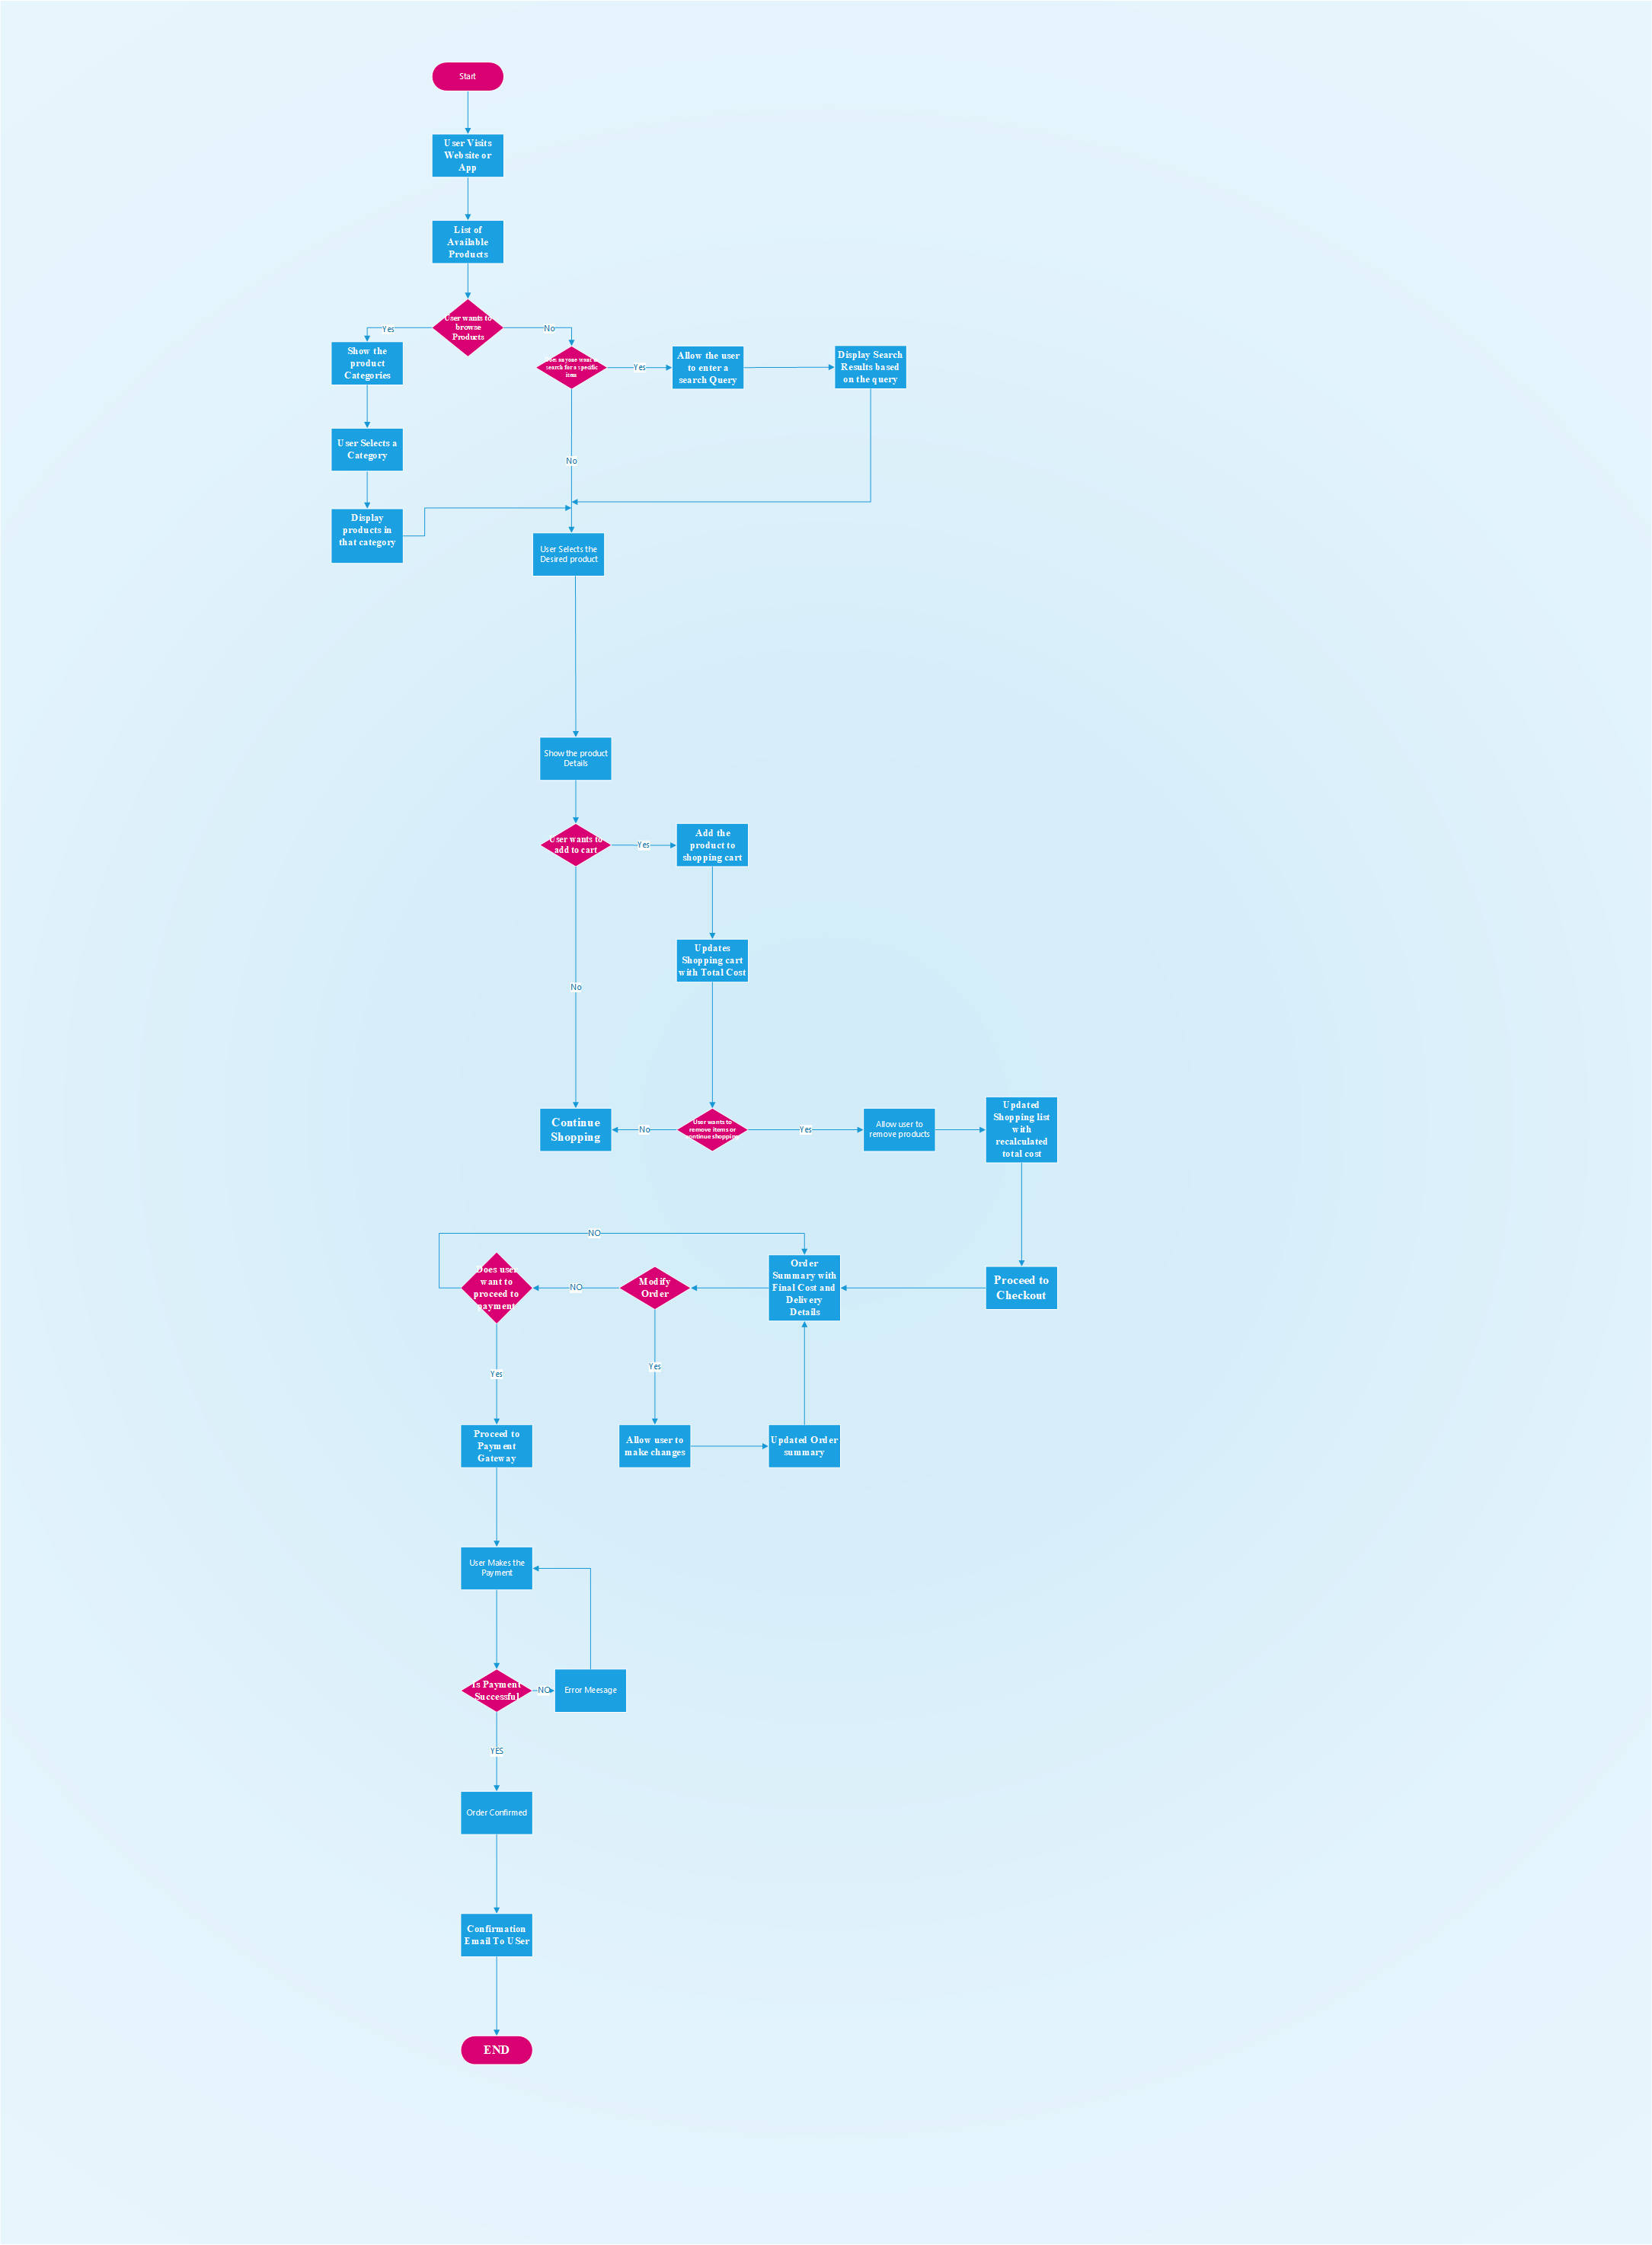 Start
User Visits
Website or
App
List of
Available
Products
User wants to
browse
Products
Yes
No
Show the
product
Categories
want
search for a specific
item
Yes
Allow the user
to enter a
search Query
Display Search
Results based
on the query
User Selects a
Category
No
Display
products in
that category
User Selects the
Desired product
Show the product
Details
User wants to
add to cart
Yes
Add the
product to
shopping cart
Updates
Shopping cart
with Total Cost
No
Continue
Shopping
No
User wants to
remove items or
continue shopping
Yes
Allow user to
remove products
Updated
Shopping list
with
recalculated
total cost
NO
Does user
want to
proceed to
payment
NO
Modify
Order
Order
Summary with
Final Cost and
Delivery
Details
Proceed to
Checkout
Yes
Yes
Proceed to
Payment
Gateway
Allow user to
make changes
Updated Order
summary
User Makes the
Payment
Is Payment
Successful
NO
Error Meesage
YES
Order Confirmed
Confirmation
Email To USer
END